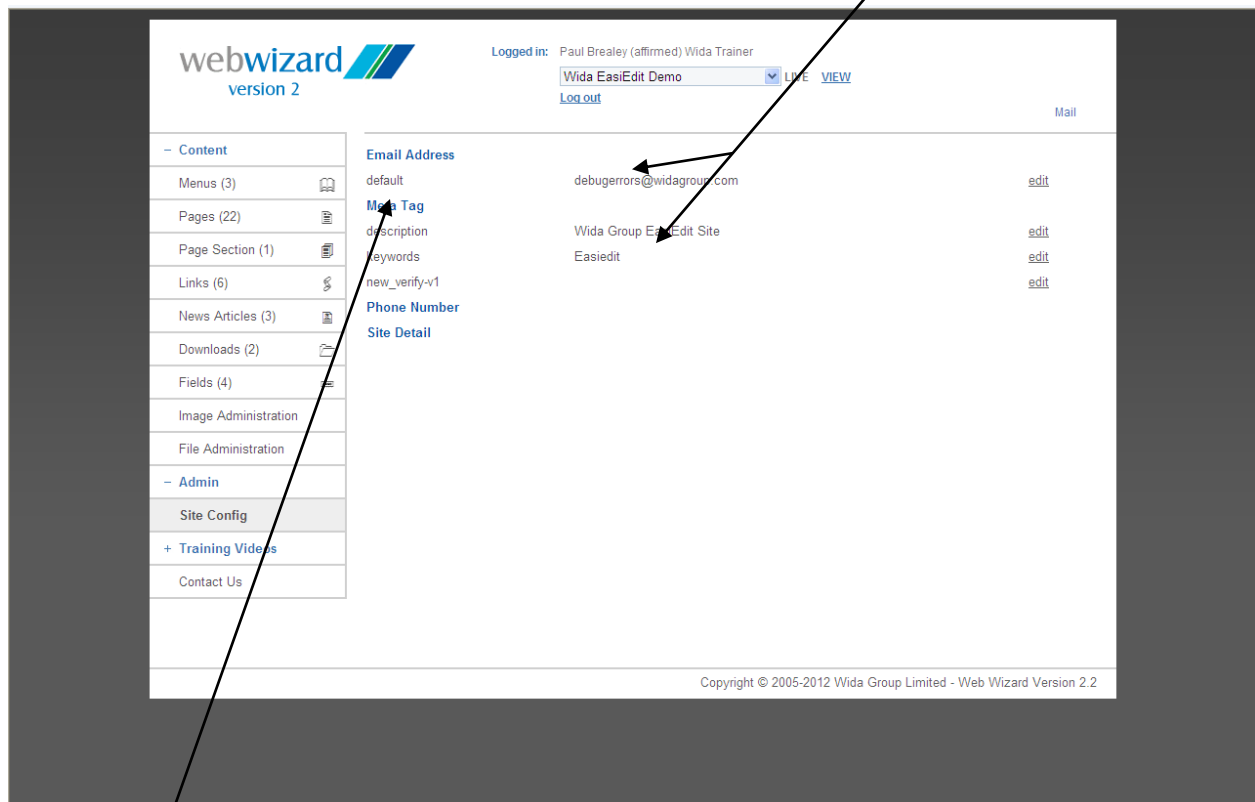 webwizard
version 2
Logged in: Paul Brealey (affirmed) Wida Trainer
Wida EasiEdit Demo LIVE VIEW
Log out
Mail
− Content
Menus (3)
Pages (22)
Page Section (1)
Links (6)
News Articles (3)
Downloads (2)
Fields (4)
Image Administration
File Administration
− Admin
Site Config
+ Training Videos
Contact Us
Email Address
default debugerrors@widagroup.com edit
Meta Tag
description Wida Group EasiEdit Site edit
keywords Easiedit edit
new_verify-v1 edit
Phone Number
Site Detail
Copyright © 2005-2012 Wida Group Limited - Web Wizard Version 2.2